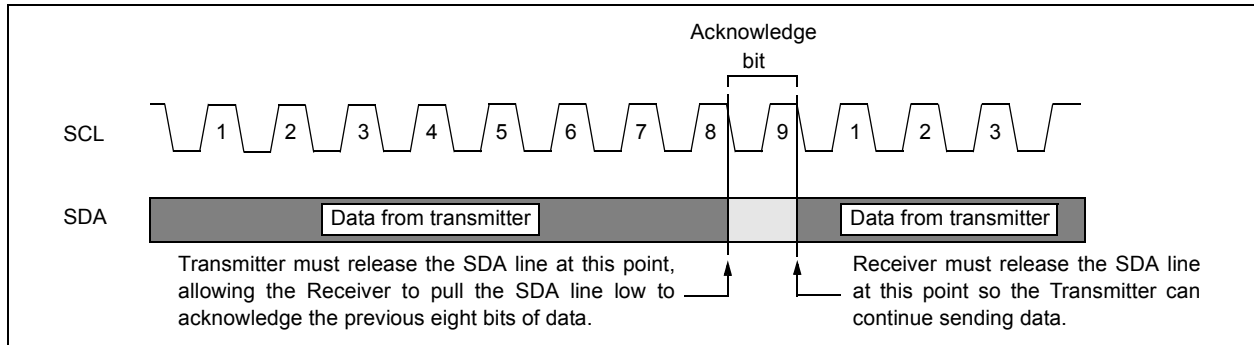 Acknowledge
bit
SCL
1 2 3 4 5 6 7 8 9 1 2 3
SDA
Data from transmitter
Data from transmitter
Transmitter must release the SDA line at this point,
allowing the Receiver to pull the SDA line low to
acknowledge the previous eight bits of data.
Receiver must release the SDA line
at this point so the Transmitter can
continue sending data.